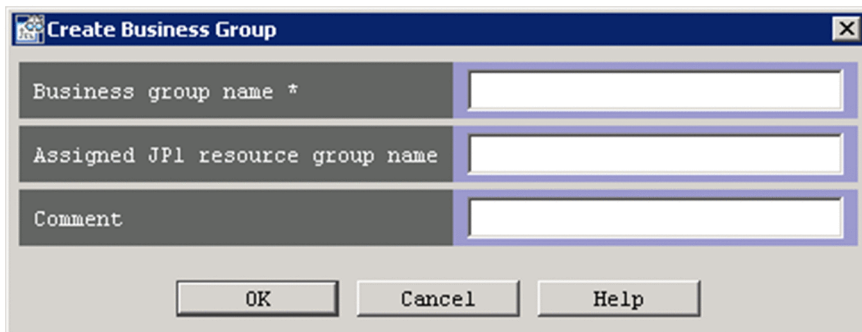 Create Business Group
Business group name *
Assigned JP1 resource group name
Comment
OK Cancel Help